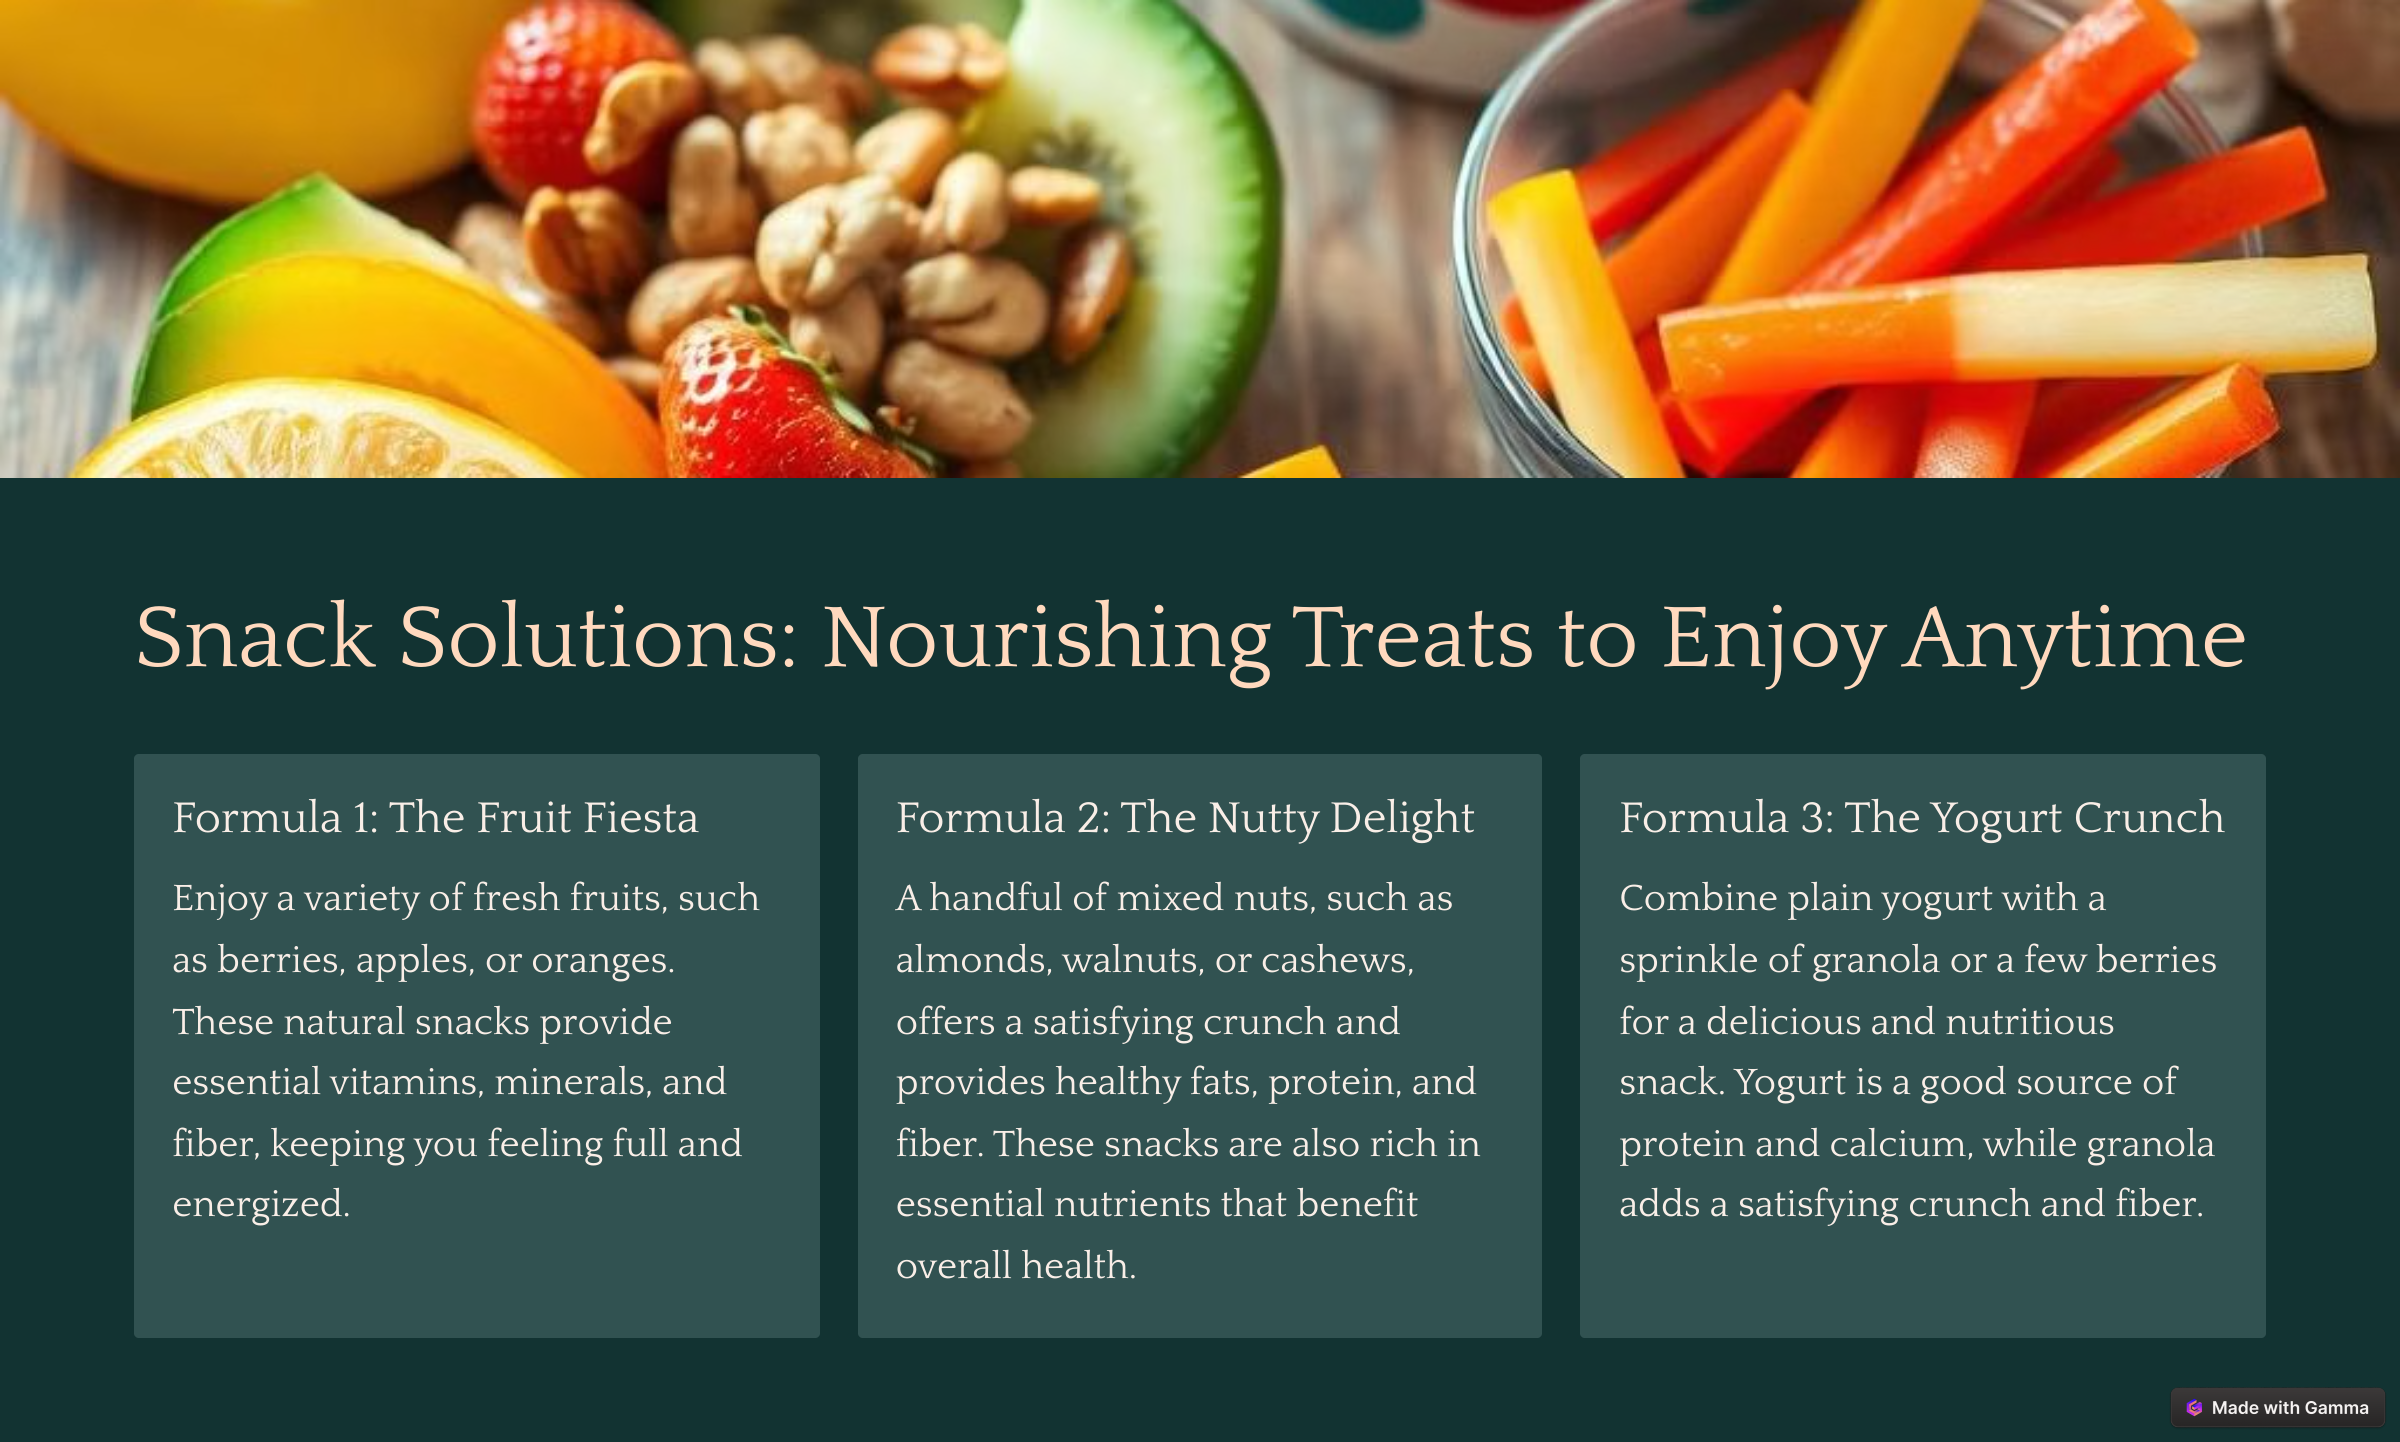 Snack Solutions: Nourishing Treats to Enjoy Anytime
Formula 1: The Fruit Fiesta
Enjoy a variety of fresh fruits, such
as berries, apples, or oranges.
These natural snacks provide
essential vitamins, minerals, and
fiber, keeping you feeling full and
energized.
Formula 2: The Nutty Delight
A handful of mixed nuts, such as
almonds, walnuts, or cashews,
offers a satisfying crunch and
provides healthy fats, protein, and
fiber. These snacks are also rich in
essential nutrients that benefit
overall health.
Formula 3: The Yogurt Crunch
Combine plain yogurt with a
sprinkle of granola or a few berries
for a delicious and nutritious
snack. Yogurt is a good source of
protein and calcium, while granola
adds a satisfying crunch and fiber.
Made with Gamma